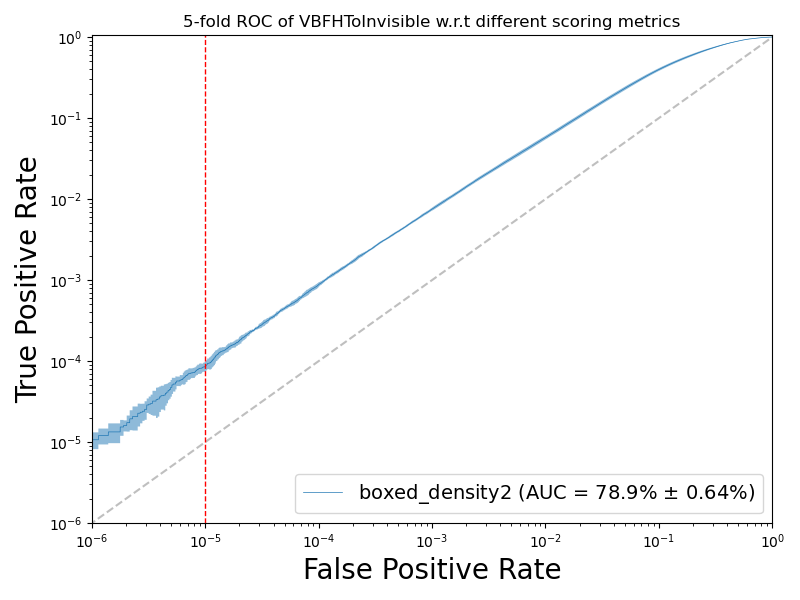 5-fold ROC of VBFHToInvisible w.r.t different scoring metrics
True Positive Rate
10⁰
10⁻¹
10⁻²
10⁻³
10⁻⁴
10⁻⁵
10⁻⁶
boxed_density2 (AUC = 78.9% ± 0.64%)
10⁻⁶ 10⁻⁵ 10⁻⁴ 10⁻³ 10⁻² 10⁻¹ 10⁰
False Positive Rate